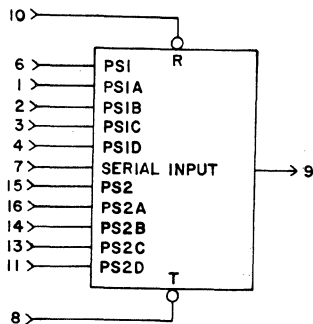 10
R
6 PS1
1 PS1A
2 PS1B
3 PS1C
4 PS1D
7 SERIAL INPUT 9
15 PS2
16 PS2A
14 PS2B
13 PS2C
11 PS2D
T
8